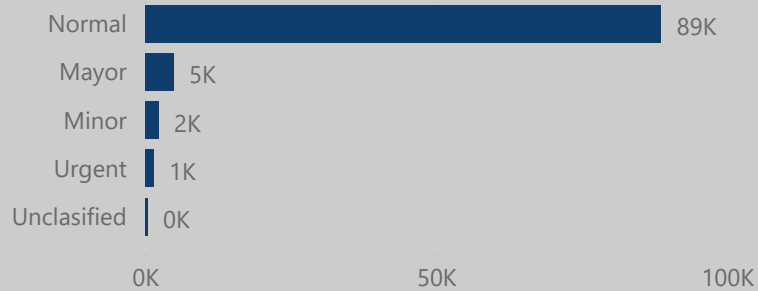 Normal 89K
Mayor 5K
Minor 2K
Urgent 1K
Unclasified 0K
0K 50K 100K